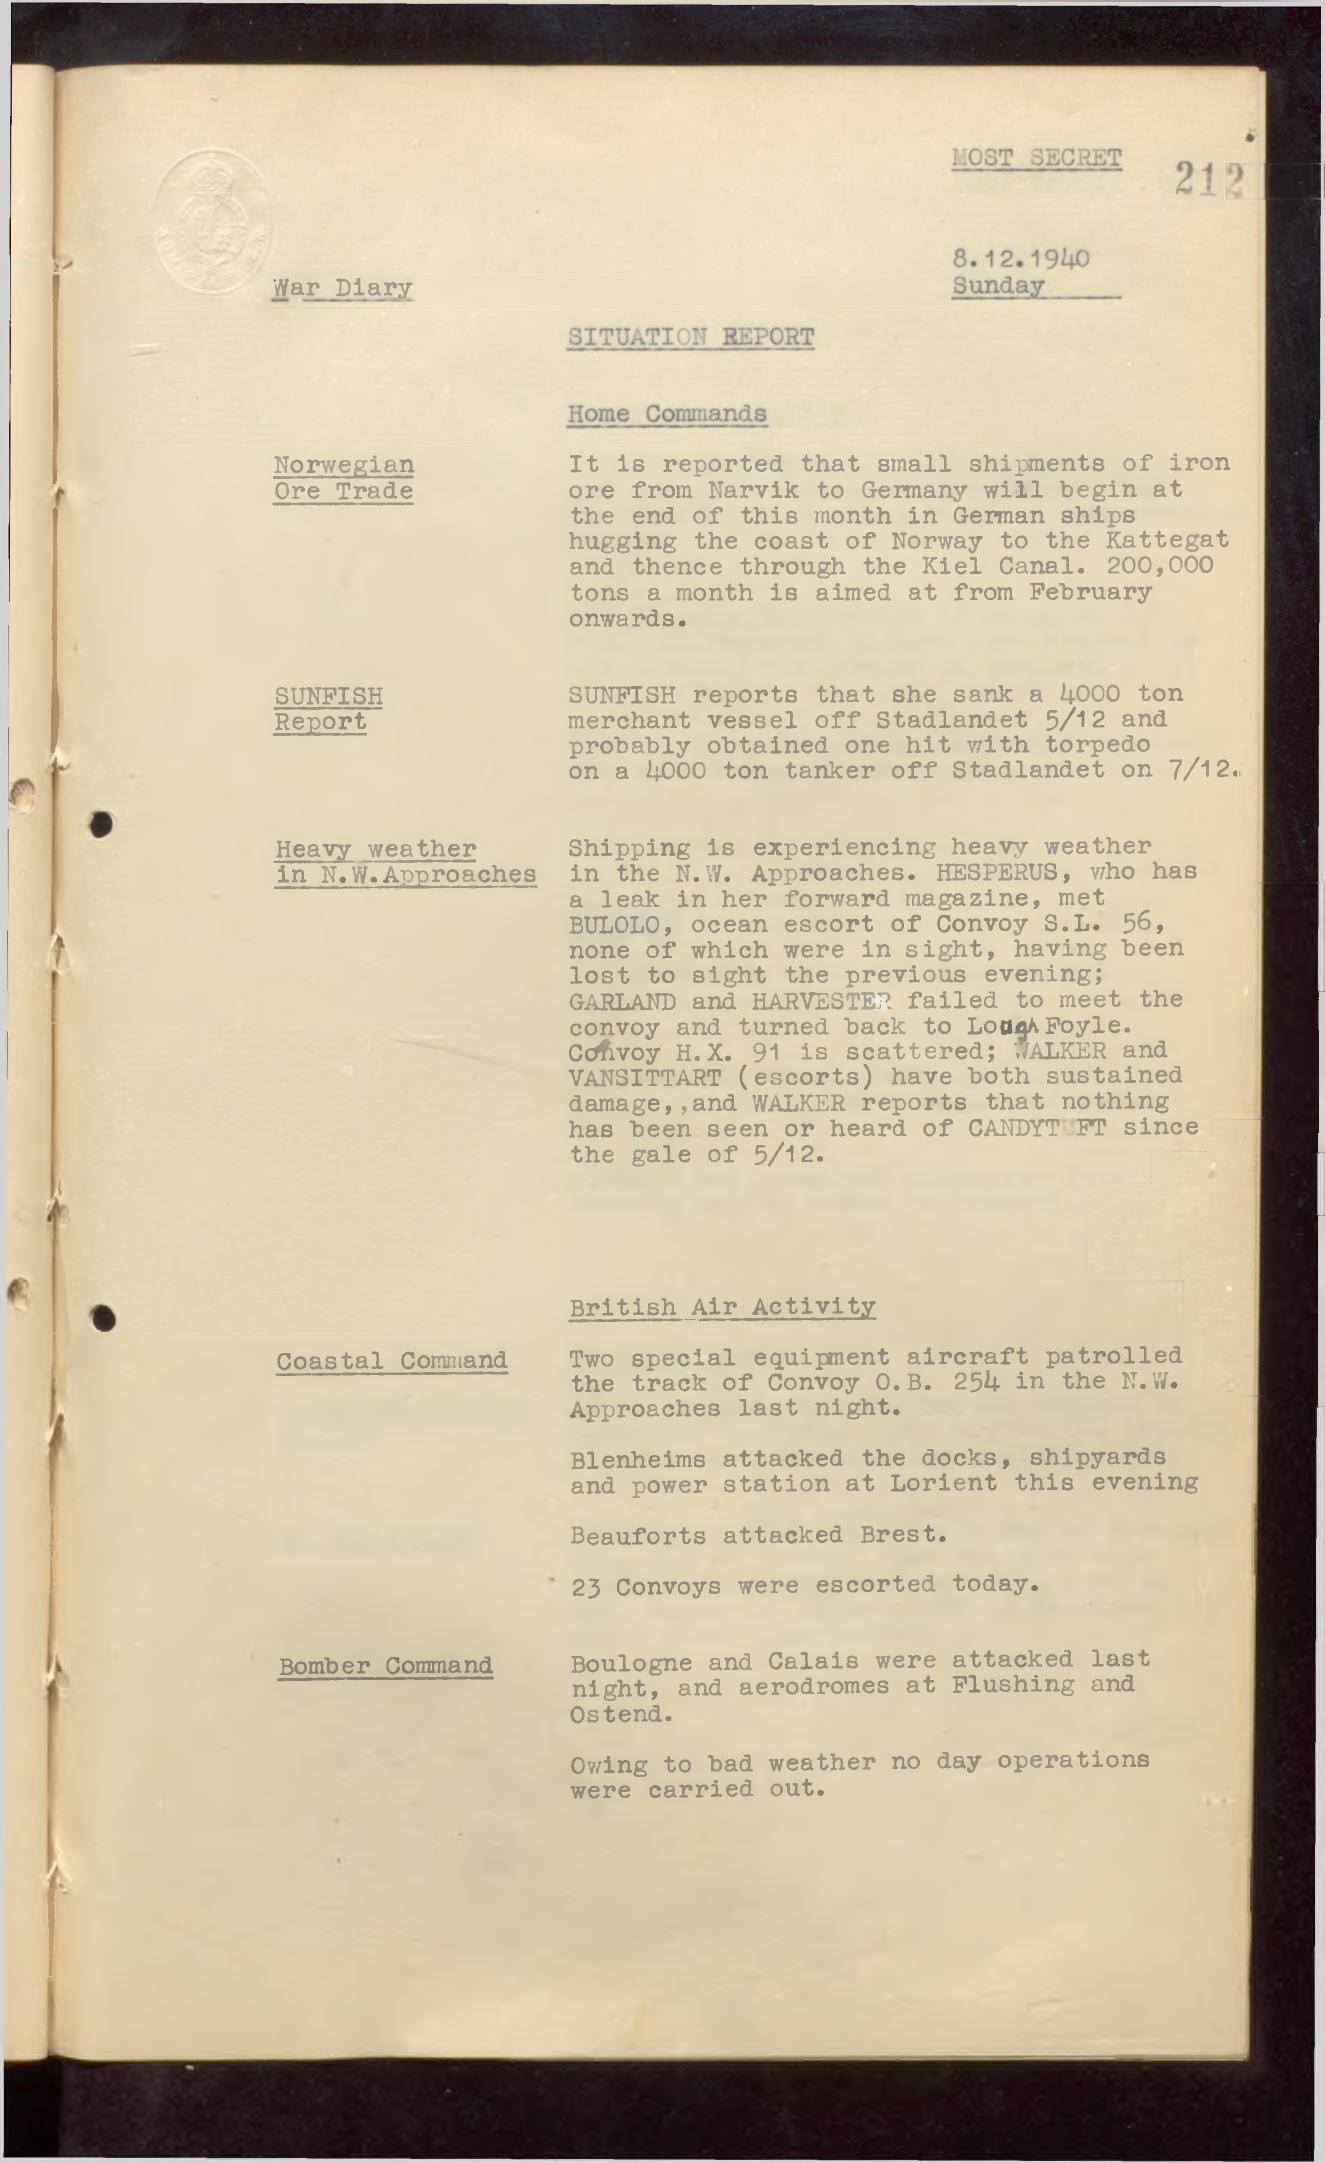 MOST SECRET
212
8.12.1940
War Diary
Sunday
SITUATION REPORT
Home Commands
Norwegian
Ore Trade
It is reported that small shipments of iron
ore from Narvik to Germany will begin at
the end of this month in German ships
hugging the coast of Norway to the Kattegat
and thence through the Kiel Canal. 200,000
tons a month is aimed at from February
onwards.
SUNFISH
Report
SUNFISH reports that she sank a 4000 ton
merchant vessel off Stadlandet 5/12 and
probably obtained one hit with torpedo
on a 4000 ton tanker off Stadlandet on 7/12.
Heavy weather
in N.W.Approaches
Shipping is experiencing heavy weather
in the N.W. Approaches. HESPERUS, who has
a leak in her forward magazine, met
BULOLO, ocean escort of Convoy S.L. 56,
none of which were in sight, having been
lost to sight the previous evening;
GARLAND and HARVESTER failed to meet the
convoy and turned back to Lough Foyle.
Convoy H.X. 91 is scattered; WALKER and
VANSITTART (escorts) have both sustained
damage,,and WALKER reports that nothing
has been seen or heard of CANDYTUFT since
the gale of 5/12.
British Air Activity
Coastal Command
Two special equipment aircraft patrolled
the track of Convoy O.B. 254 in the N.W.
Approaches last night.
Blenheims attacked the docks, shipyards
and power station at Lorient this evening
Beauforts attacked Brest.
23 Convoys were escorted today.
Bomber Command
Boulogne and Calais were attacked last
night, and aerodromes at Flushing and
Ostend.
Owing to bad weather no day operations
were carried out.